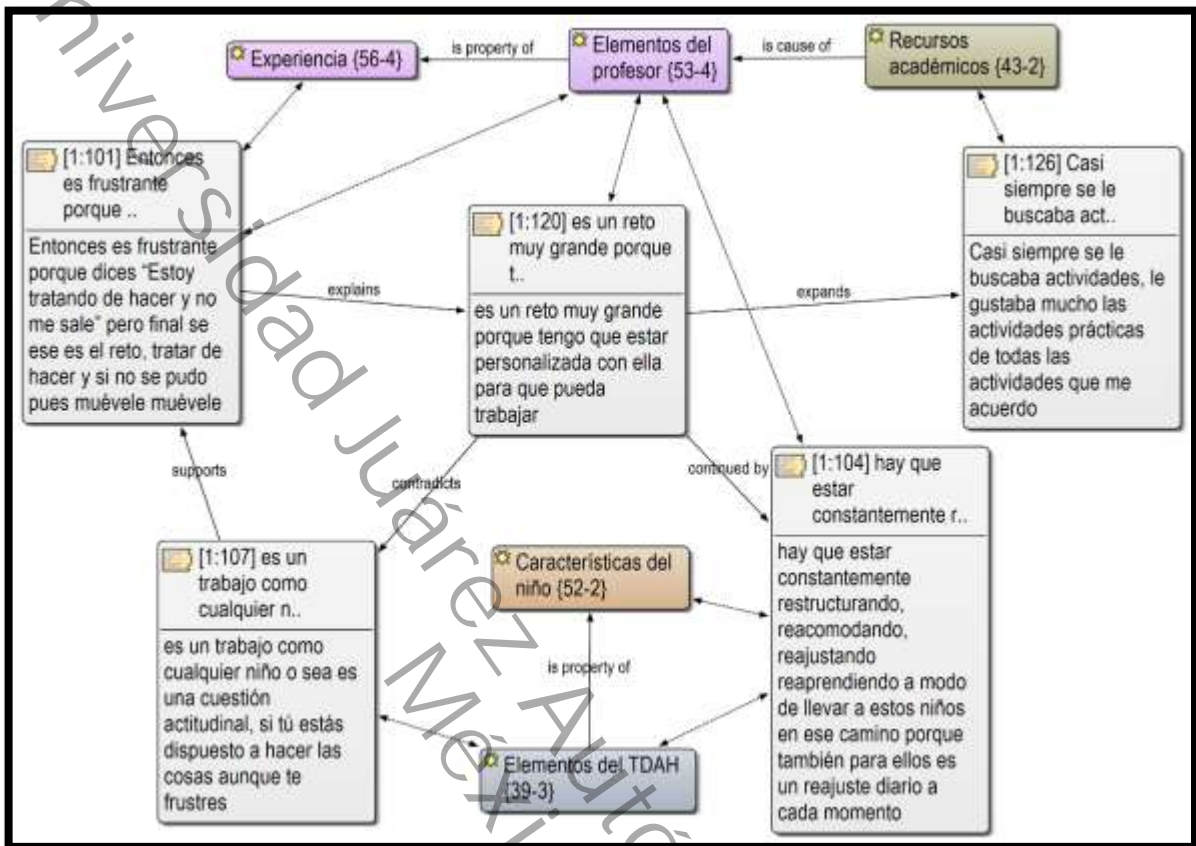 Experiencia {56-4}
is property of
Elementos del
profesor {53-4}
is cause of
Recursos
académicos {43-2}
[1:101] Entonces
es frustrante
porque ..
Entonces es frustrante
porque dices “Estoy
tratando de hacer y no
me sale” pero final se
ese es el reto, tratar de
hacer y si no se pudo
pues muévele muévele
explains
[1:120] es un reto
muy grande porque
t..
es un reto muy grande
porque tengo que estar
personalizada con ella
para que pueda
trabajar
expands
[1:126] Casi
siempre se le
buscaba act..
Casi siempre se le
buscaba actividades, le
gustaba mucho las
actividades prácticas
de todas las
actividades que me
acuerdo
supports
contradicts
continued by
[1:107] es un
trabajo como
cualquier n..
es un trabajo como
cualquier niño o sea es
una cuestión
actitudinal, si tú estás
dispuesto a hacer las
cosas aunque te
frustres
Características del
niño {52-2}
is property of
Elementos del TDAH
{39-3}
[1:104] hay que
estar
constantemente r..
hay que estar
constantemente
restructurando,
reacomodando,
reajustando
reaprendiendo a modo
de llevar a estos niños
en ese camino porque
también para ellos es
un reajuste diario a
cada momento
niversidad Juárez Autó
Méxi